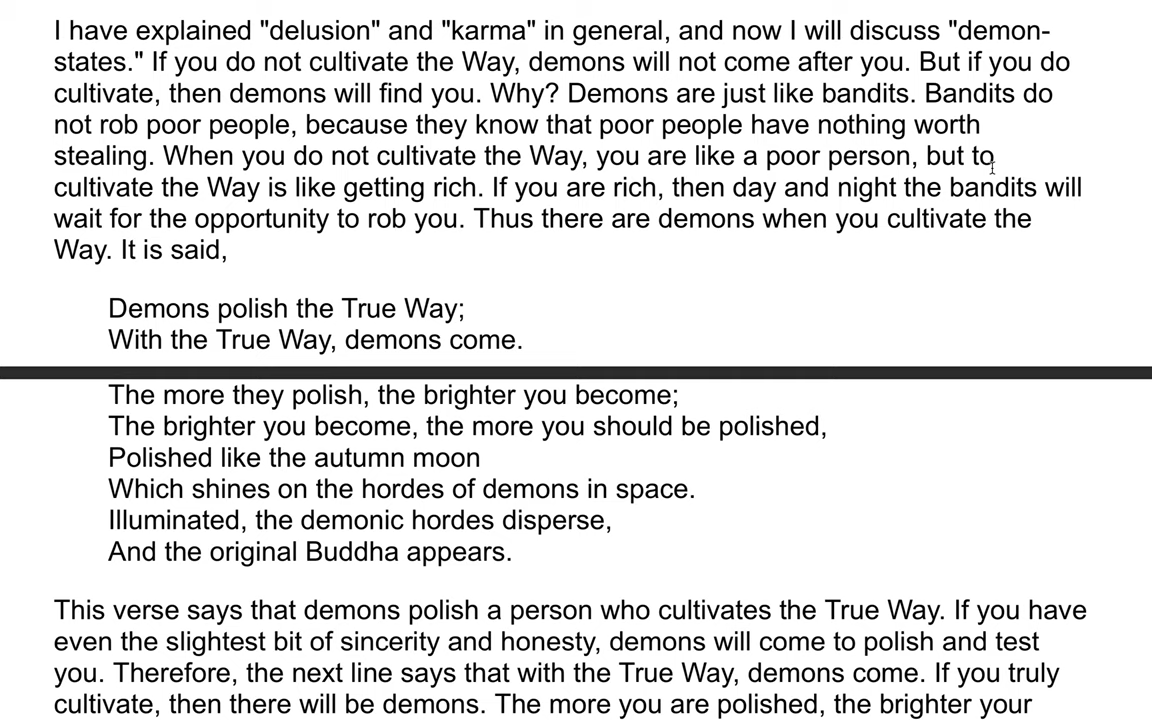 I have explained "delusion" and "karma" in general, and now I will discuss "demon-
states." If you do not cultivate the Way, demons will not come after you. But if you do
cultivate, then demons will find you. Why? Demons are just like bandits. Bandits do
not rob poor people, because they know that poor people have nothing worth
stealing. When you do not cultivate the Way, you are like a poor person, but to
cultivate the Way is like getting rich. If you are rich, then day and night the bandits will
wait for the opportunity to rob you. Thus there are demons when you cultivate the
Way. It is said,
Demons polish the True Way;
With the True Way, demons come.
The more they polish, the brighter you become;
The brighter you become, the more you should be polished,
Polished like the autumn moon
Which shines on the hordes of demons in space.
Illuminated, the demonic hordes disperse,
And the original Buddha appears.
This verse says that demons polish a person who cultivates the True Way. If you have
even the slightest bit of sincerity and honesty, demons will come to polish and test
you. Therefore, the next line says that with the True Way, demons come. If you truly
cultivate, then there will be demons. The more you are polished, the brighter your